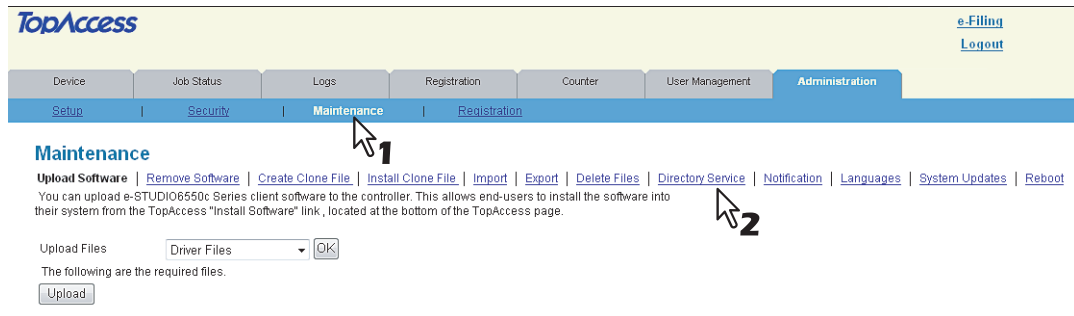 TopAccess
e-Filing
Logout
Device Job Status Logs Registration Counter User Management Administration
Setup | Security | Maintenance | Registration
1
Maintenance
Upload Software | Remove Software | Create Clone File | Install Clone File | Import | Export | Delete Files | Directory Service | Notification | Languages | System Updates | Reboot
You can upload e-STUDIO6550c Series client software to the controller. This allows end-users to install the software into
their system from the TopAccess "Install Software" link , located at the bottom of the TopAccess page.
2
Upload Files Driver Files OK
The following are the required files.
Upload